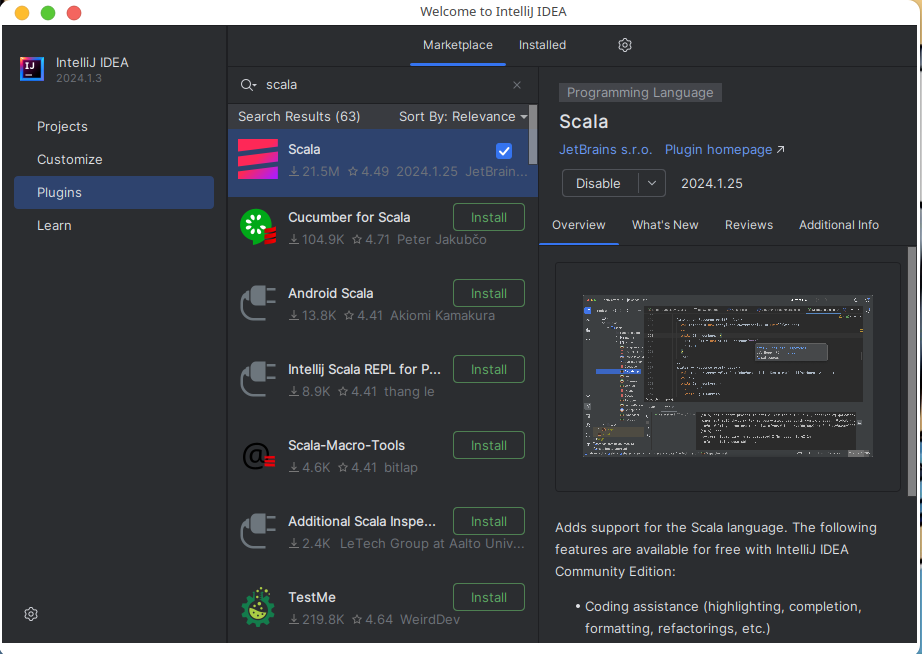 Welcome to IntelliJ IDEA
IJ
IntelliJ IDEA
2024.1.3
Projects
Customize
Plugins
Learn
Marketplace
Installed
scala
Search Results (63)
Sort By: Relevance
Scala
21.5M 4.49 2024.1.25 JetBrain...
Cucumber for Scala
Install
104.9K 4.71 Peter Jakubčo
Android Scala
Install
13.8K 4.41 Akiomi Kamakura
Intellij Scala REPL for P...
Install
8.9K 4.41 thang le
Scala-Macro-Tools
Install
4.6K 4.41 bitlap
Additional Scala Inspe...
Install
2.4K LeTech Group at Aalto Univ...
TestMe
Install
219.8K 4.64 WeirdDev
Programming Language
Scala
JetBrains s.r.o. Plugin homepage ↗
Disable
2024.1.25
Overview
What's New
Reviews
Additional Info
Adds support for the Scala language. The following
features are available for free with IntelliJ IDEA
Community Edition:
• Coding assistance (highlighting, completion,
formatting, refactorings, etc.)